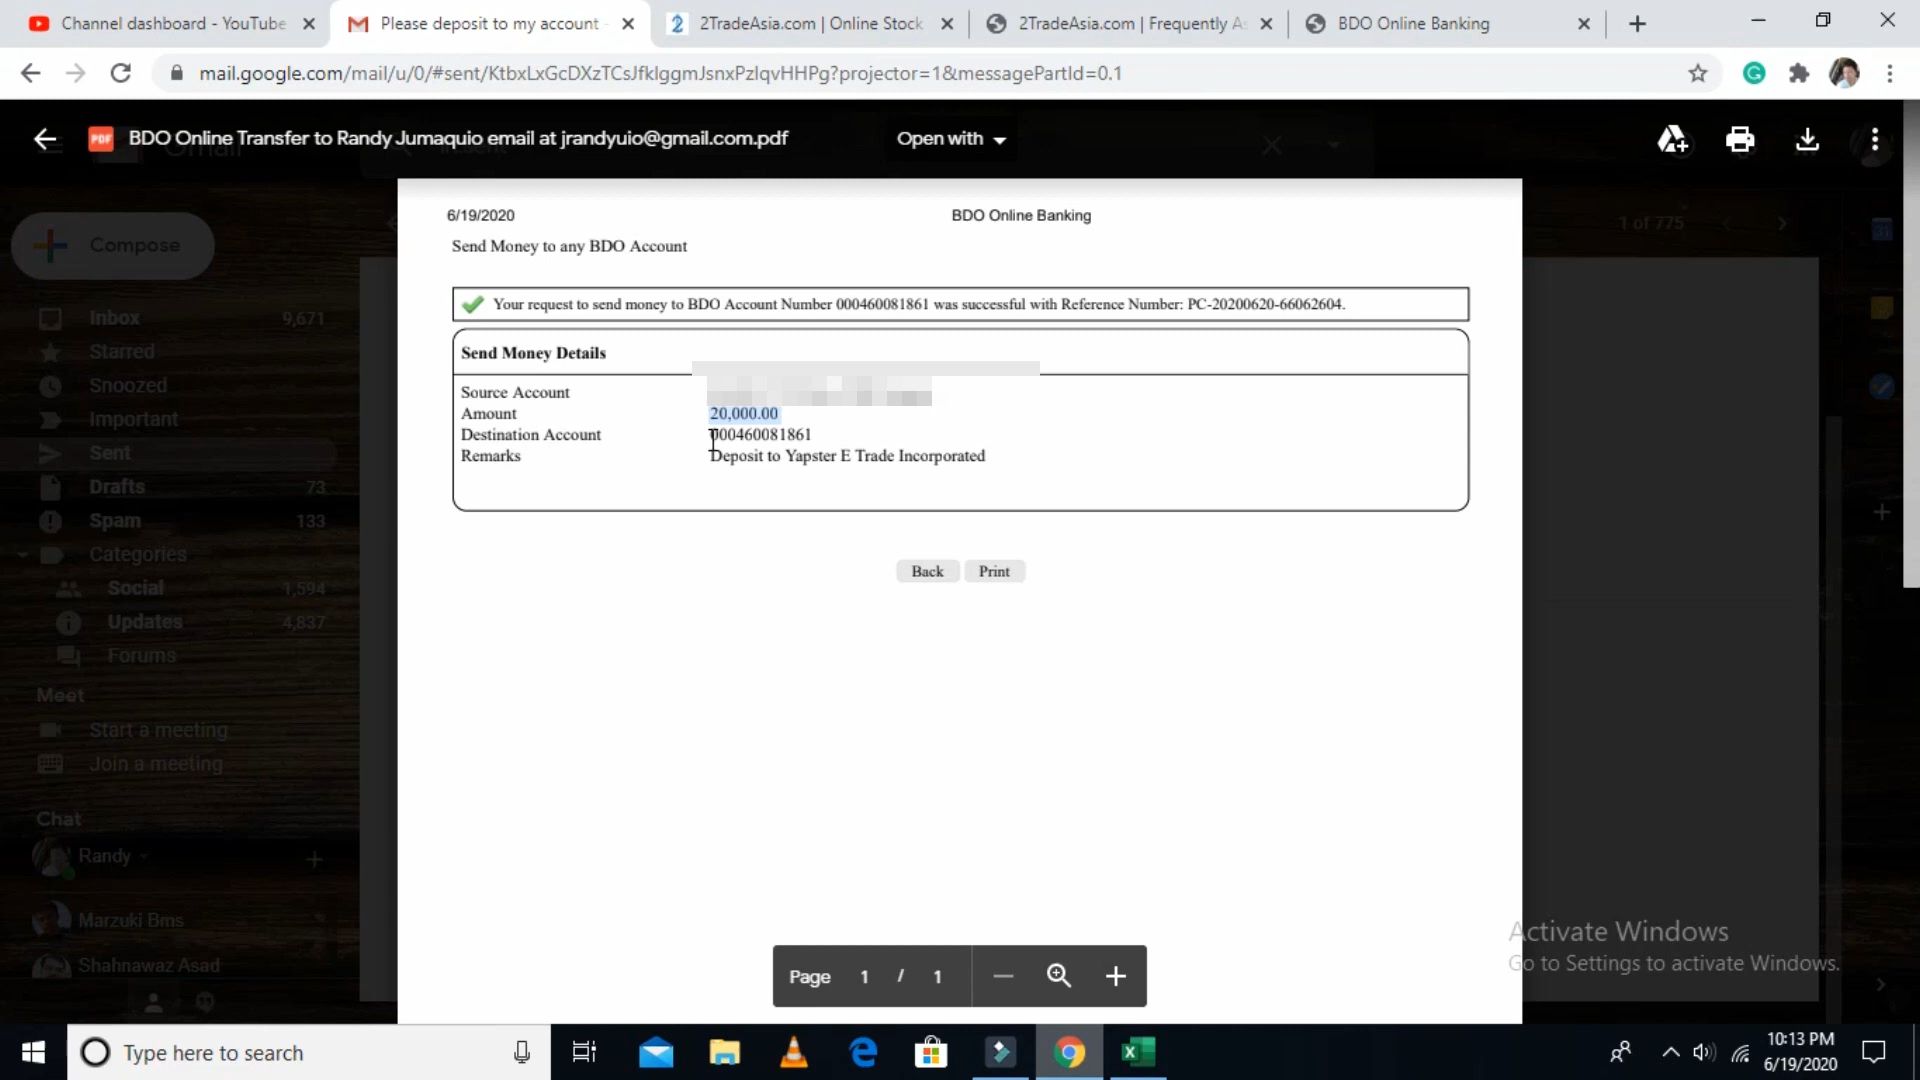 Channel dashboard - YouTube
Please deposit to my account -
2TradeAsia.com | Online Stock
2TradeAsia.com | Frequently As
BDO Online Banking
mail.google.com/mail/u/0/#sent/KtbxLxGcDXzTCsJfkIggmJsnxPzlqvHHPg?projector=1&messagePartId=0.1
PDF
BDO Online Transfer to Randy Jumaquio email at jrandyuio@gmail.com.pdf
Open with
6/19/2020
BDO Online Banking
Send Money to any BDO Account
Your request to send money to BDO Account Number 000460081861 was successful with Reference Number: PC-20200620-66062604.
Send Money Details
Source Account
Amount 20,000.00
Destination Account 000460081861
Remarks Deposit to Yapster E Trade Incorporated
Back Print
Compose
1 of 775
Inbox 9,671
Starred
Snoozed
Important
Sent
Drafts 73
Spam 133
Categories
Social 1,594
Updates 4,837
Forums
Meet
Start a meeting
Join a meeting
Chat
Randy
Marzuki Bms
Shahnawaz Asad
Page 1 / 1
Activate Windows
Go to Settings to activate Windows.
Type here to search
10:13 PM
6/19/2020